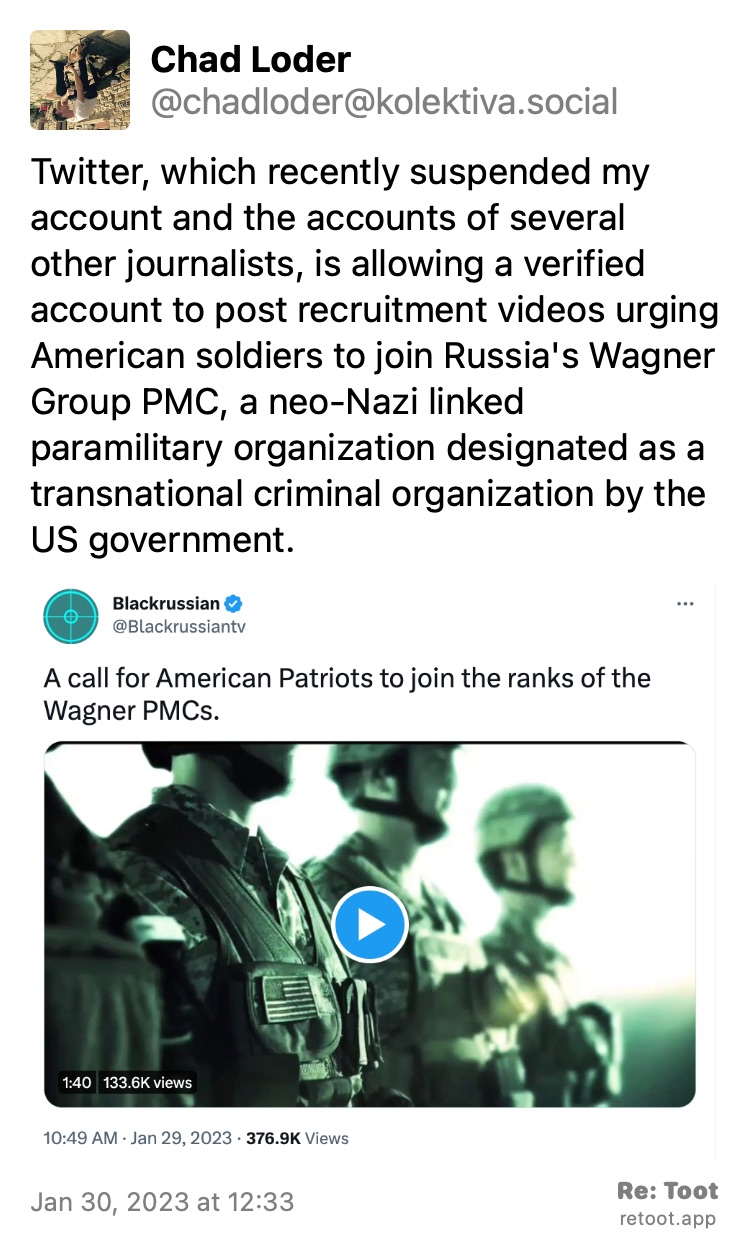 Chad Loder
@chadloder@kolektiva.social
Twitter, which recently suspended my
account and the accounts of several
other journalists, is allowing a verified
account to post recruitment videos urging
American soldiers to join Russia's Wagner
Group PMC, a neo-Nazi linked
paramilitary organization designated as a
transnational criminal organization by the
US government.
Blackrussian
@Blackrussiantv
A call for American Patriots to join the ranks of the
Wagner PMCs.
1:40 133.6K views
10:49 AM · Jan 29, 2023 · 376.9K Views
Jan 30, 2023 at 12:33
Re: Toot
retoot.app